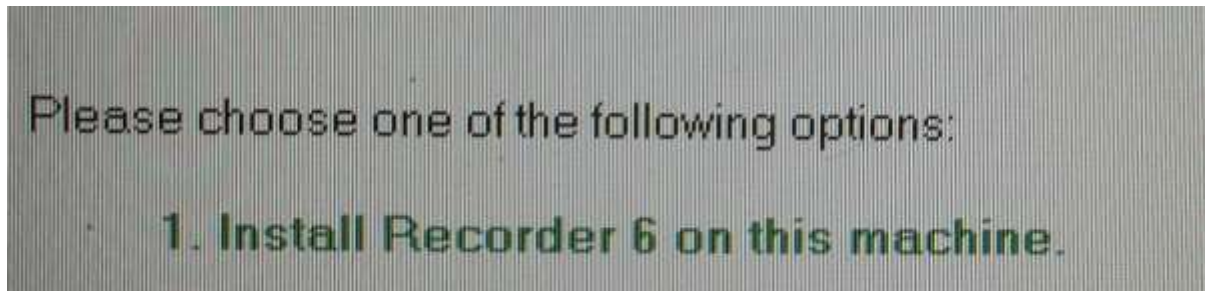 Please choose one of the following options:
1. Install Recorder 6 on this machine.